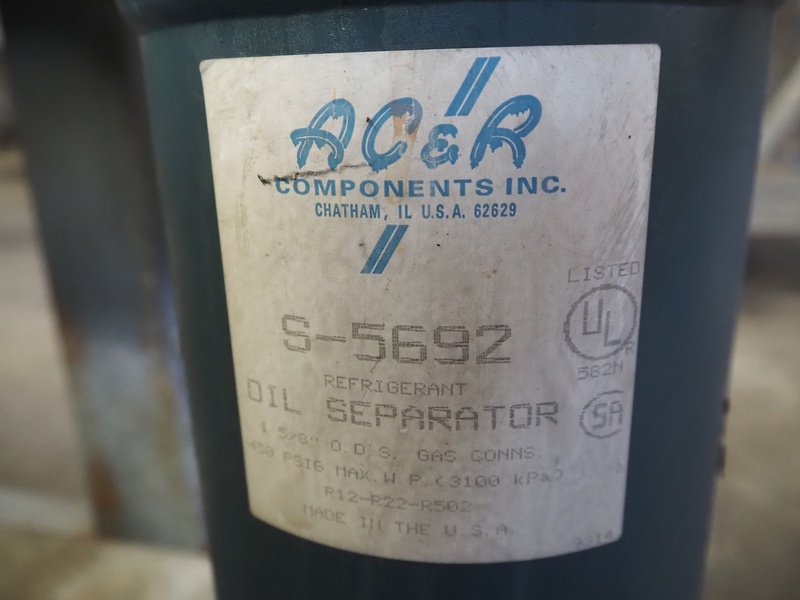 AC&R
COMPONENTS INC.
CHATHAM, IL U.S.A. 62629
LISTED
UL
R
582N
S-5692
REFRIGERANT
OIL SEPARATOR
SA
1 5/8" O.D.S. GAS CONNS.
450 PSIG MAX.W.P.(3100 kPa)
R12-R22-R502
MADE IN THE U.S.A.